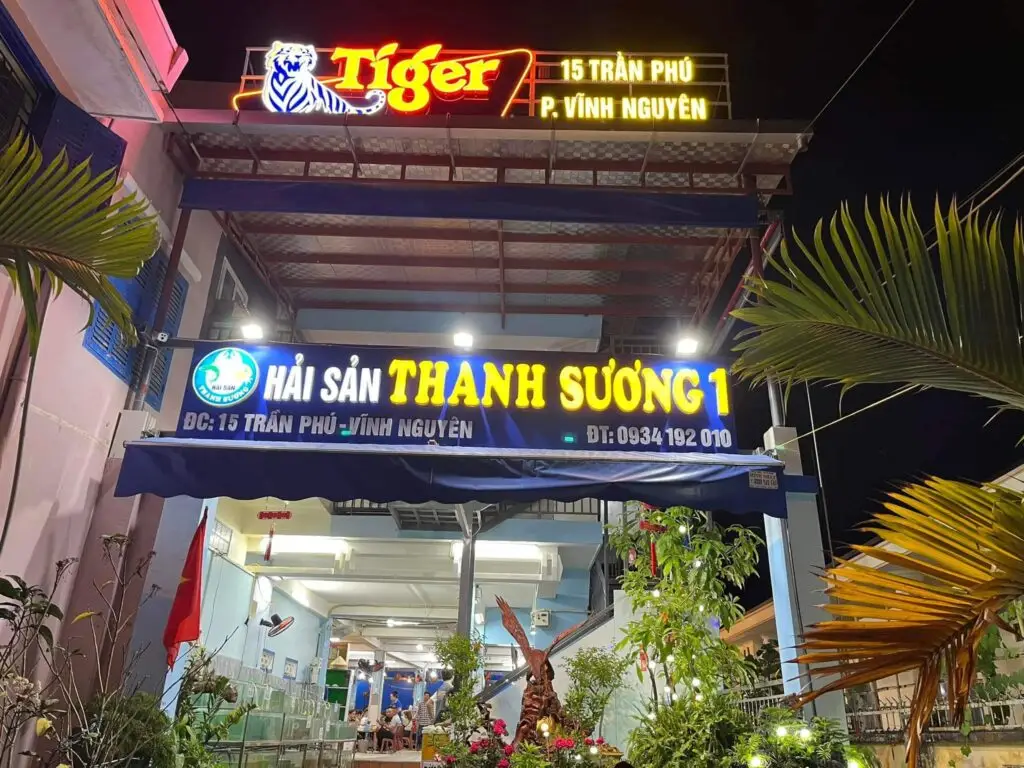 Tiger
15 TRẦN PHÚ
P. VĨNH NGUYÊN
HẢI SẢN THANH SƯƠNG 1
HẢI SẢN
THANH SƯƠNG
ĐC: 15 TRẦN PHÚ - VĨNH NGUYÊN ĐT: 0934 192 010